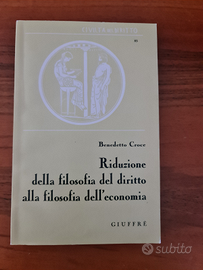 Benedetto Croce
Riduzione
della filosofia del diritto
alla filosofia dell'economia
GIUFFRÈ
subito